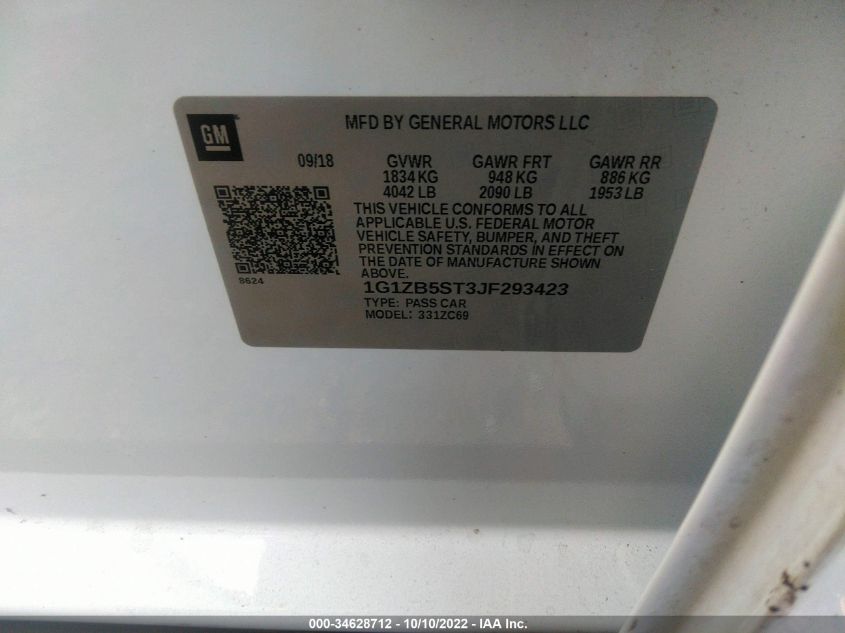 GM
MFD BY GENERAL MOTORS LLC
09/18 GVWR GAWR FRT GAWR RR
1834 KG 948 KG 886 KG
4042 LB 2090 LB 1953 LB
THIS VEHICLE CONFORMS TO ALL
APPLICABLE U.S. FEDERAL MOTOR
VEHICLE SAFETY, BUMPER, AND THEFT
PREVENTION STANDARDS IN EFFECT ON
THE DATE OF MANUFACTURE SHOWN
ABOVE.
8624
1G1ZB5ST3JF293423
TYPE: PASS CAR
MODEL: 331ZC69
000-34628712 - 10/10/2022 - IAA Inc.